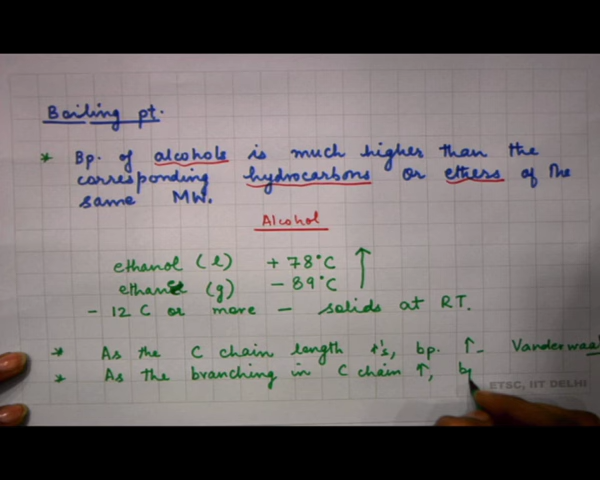 Boiling pt.
* Bp. of alcohols is much higher than the
corresponding hydrocarbons or ethers of the
same MW.
Alcohol
ethanol (l) + 78°C ↑
ethane (g) - 89°C
- 12 C or more - solids at R.T.
* As the C chain length ↑'s, bp. ↑- Vanderwaal
* As the branching in C chain ↑, bp
ETSC, IIT DELHI